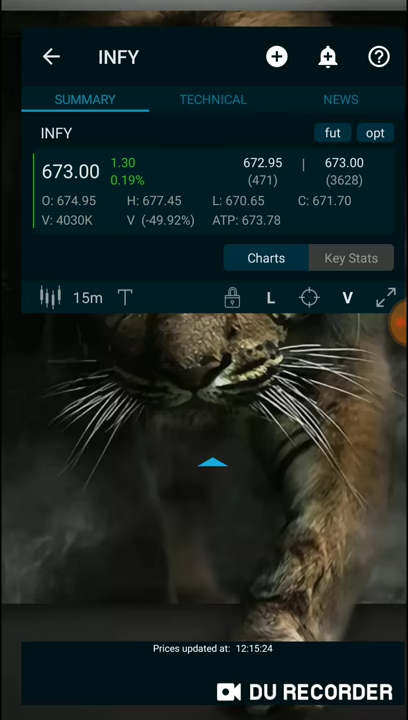 INFY
SUMMARY TECHNICAL NEWS
INFY fut opt
673.00 1.30 672.95 | 673.00
0.19% (471) (3628)
O: 674.95 H: 677.45 L: 670.65 C: 671.70
V: 4030K V (-49.92%) ATP: 673.78
Charts Key Stats
15m T L V
Prices updated at: 12:15:24
DU RECORDER